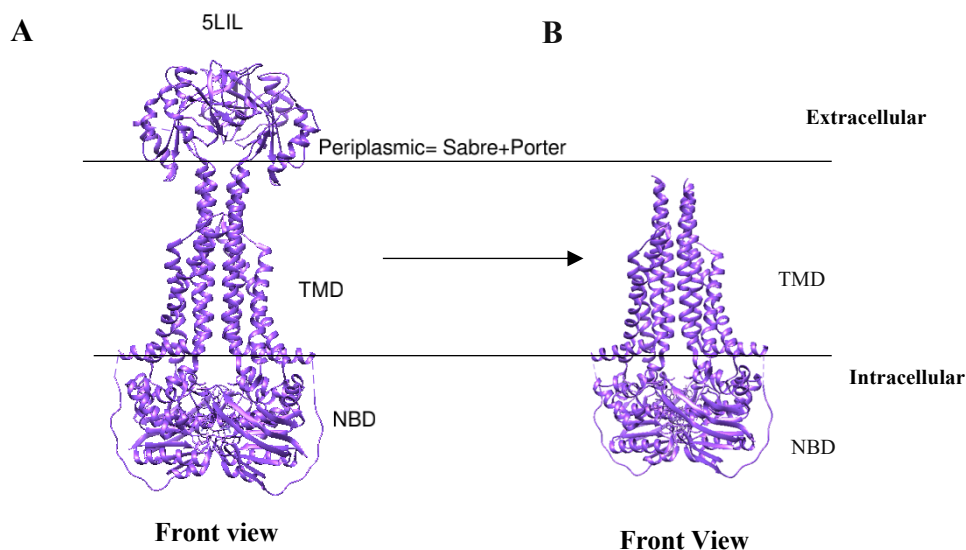 A
5LIL
B
Extracellular
Periplasmic= Sabre+Porter
TMD
TMD
Intracellular
NBD
NBD
Front view
Front View